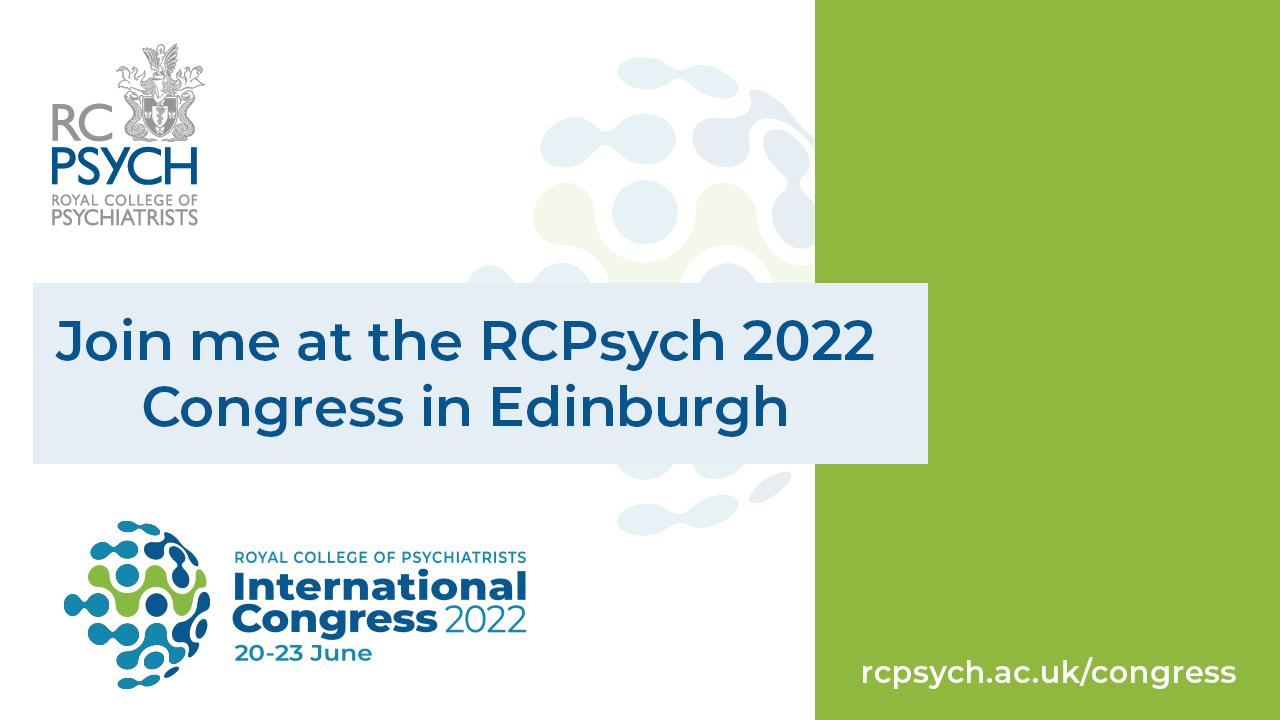 RC
PSYCH
ROYAL COLLEGE OF
PSYCHIATRISTS
Join me at the RCPsych 2022
Congress in Edinburgh
ROYAL COLLEGE OF PSYCHIATRISTS
International
Congress 2022
20-23 June
rcpsych.ac.uk/congress